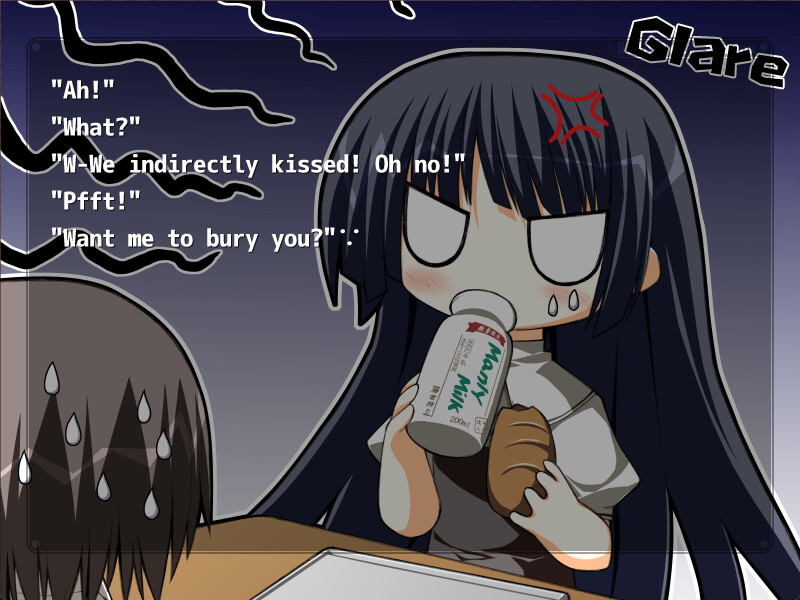 Glare
"Ah!"
"What?"
"W-We indirectly kissed! Oh no!"
"Pfft!"
"Want me to bury you?"
Manly
Milk
200ml